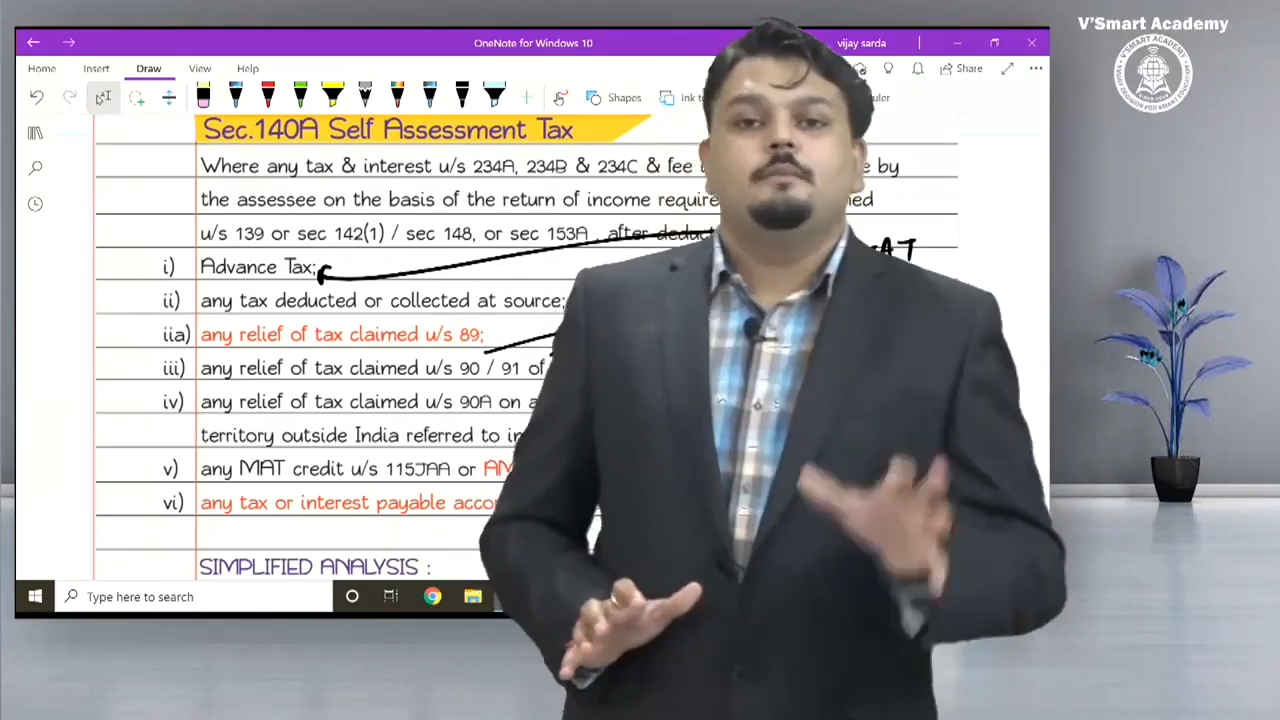 V'Smart Academy
OneNote for Windows 10
vijay sarda
Home Insert Draw View Help
Share
Shapes
Ink to
Sec.140A Self Assessment Tax
Where any tax & interest u/s 234A, 234B & 234C & fee by
the assessee on the basis of the return of income
u/s 139 or sec 142(1) / sec 148, or sec 153A , after
i) Advance Tax;
ii) any tax deducted or collected at source;
iia) any relief of tax claimed u/s 89;
iii) any relief of tax claimed u/s 90 / 91 of
iv) any relief of tax claimed u/s 90A on
territory outside India referred to
v) any MAT credit u/s 115JAA or
vi) any tax or interest payable
SIMPLIFIED ANALYSIS :
Type here to search